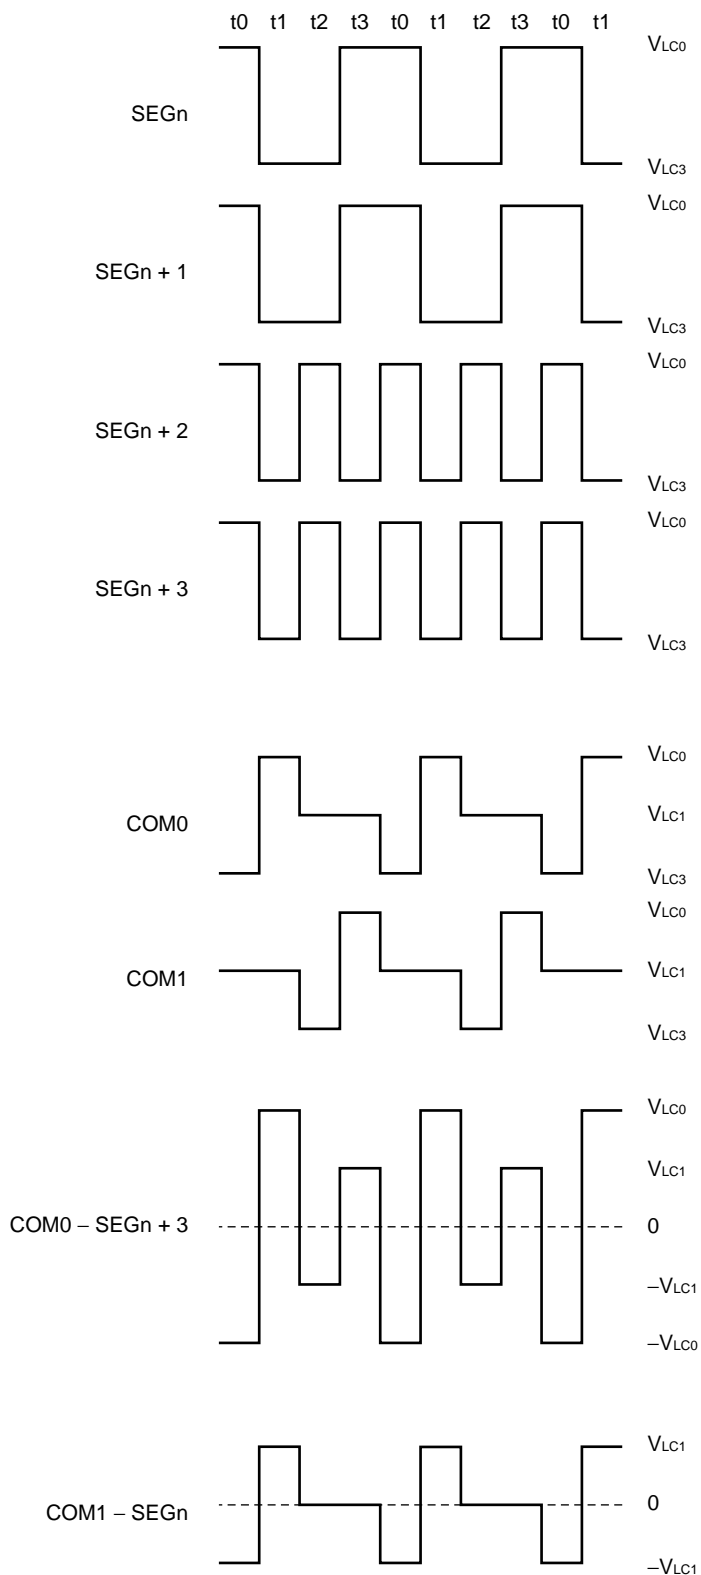 t0 t1 t2 t3 t0 t1 t2 t3 t0 t1
VLC0
SEGn
VLC3
VLC0
SEGn + 1
VLC3
VLC0
SEGn + 2
VLC3
VLC0
SEGn + 3
VLC3
VLC0
COM0
VLC1
VLC3
VLC0
COM1
VLC1
VLC3
VLC0
VLC1
COM0 – SEGn + 3
0
–VLC1
–VLC0
VLC1
COM1 – SEGn
0
–VLC1